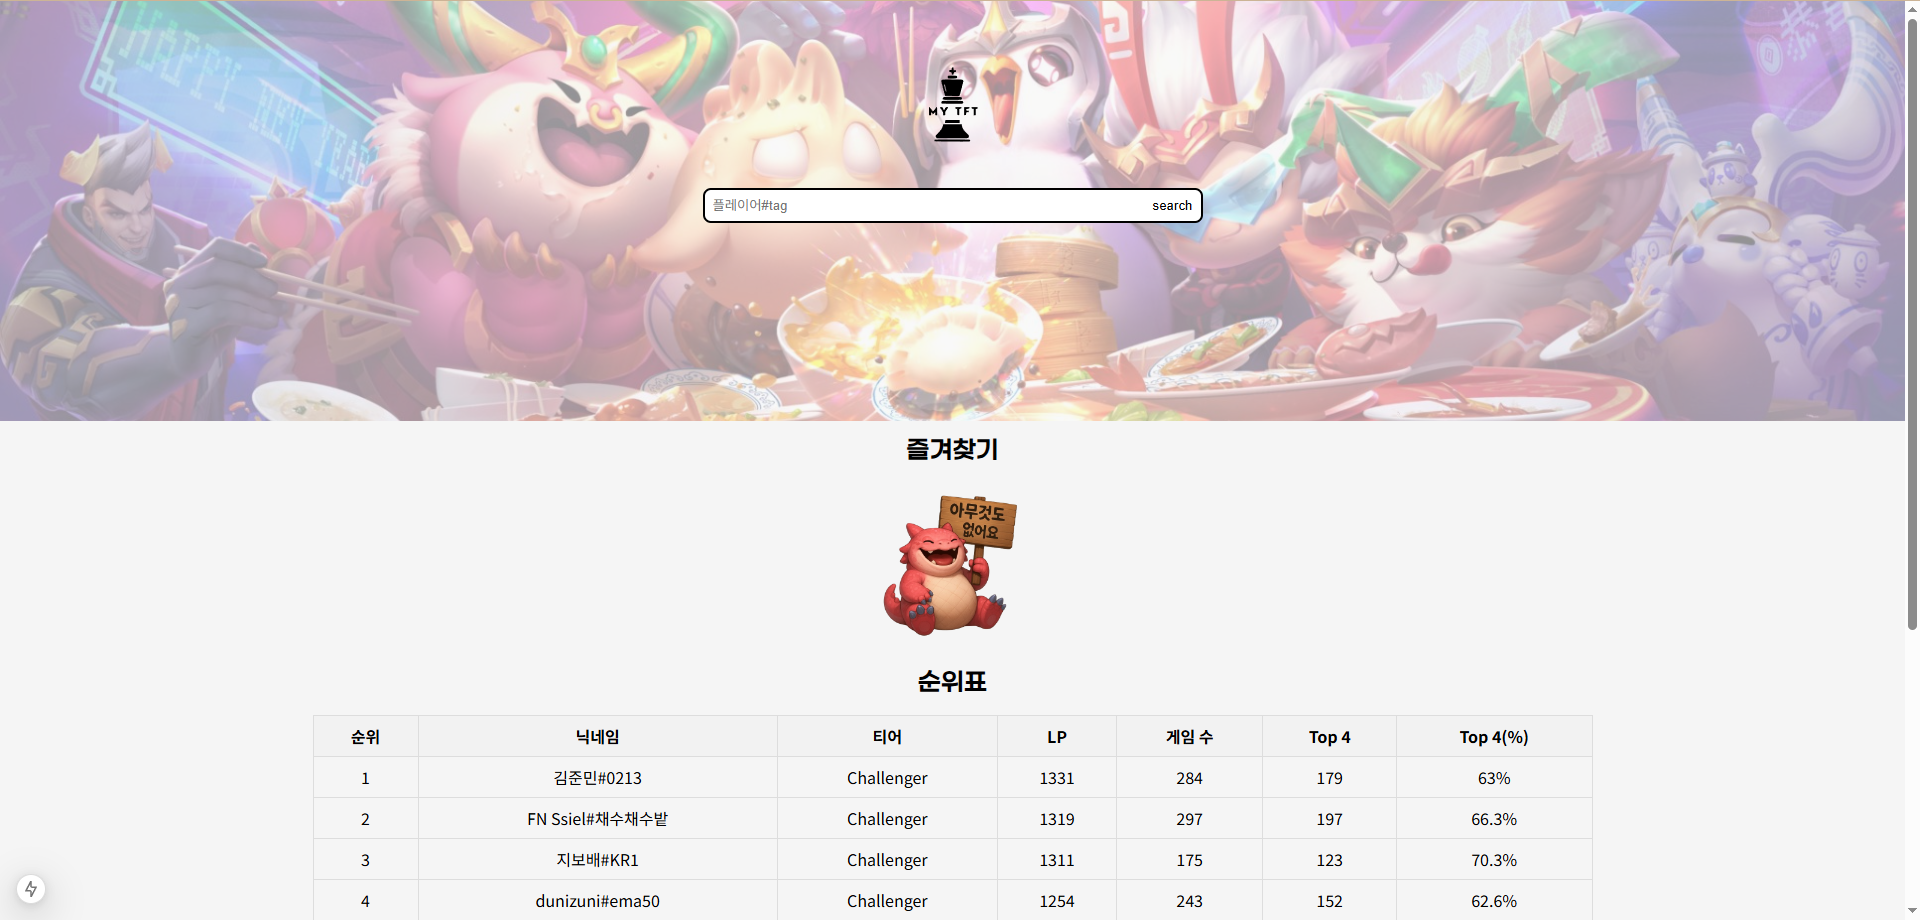 HAPPY NEW YEAR
MY TFT
플레이어#tag search
즐겨찾기
아무것도
없어요
순위표
순위 닉네임 티어 LP 게임 수 Top 4 Top 4(%)
1 김준민#0213 Challenger 1331 284 179 63%
2 FN Ssiel#채수채수밭 Challenger 1319 297 197 66.3%
3 지보배#KR1 Challenger 1311 175 123 70.3%
4 dunizuni#ema50 Challenger 1254 243 152 62.6%